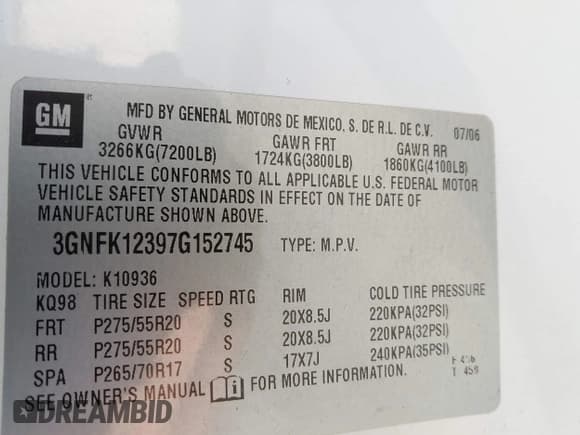 GM
MFD BY GENERAL MOTORS DE MEXICO, S. DE R.L. DE C.V. 07/06
GVWR GAWR FRT GAWR RR
3266KG(7200LB) 1724KG(3800LB) 1860KG(4100LB)
THIS VEHICLE CONFORMS TO ALL APPLICABLE U.S. FEDERAL MOTOR
VEHICLE SAFETY STANDARDS IN EFFECT ON THE DATE OF
MANUFACTURE SHOWN ABOVE.
3GNFK12397G152745 TYPE: M.P.V.
MODEL: K10936
KQ98 TIRE SIZE SPEED RTG RIM COLD TIRE PRESSURE
FRT P275/55R20 S 20X8.5J 220KPA(32PSI)
RR P275/55R20 S 20X8.5J 220KPA(32PSI)
SPA P265/70R17 S 17X7J 240KPA(35PSI)
SEE OWNER'S MANUAL FOR MORE INFORMATION.
T 459
DREAMBID